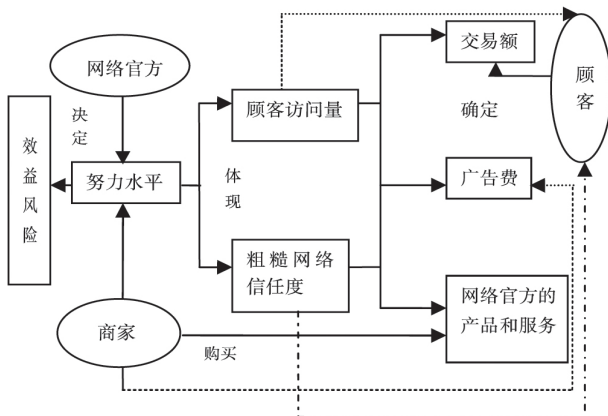 网络官方
交易额
顾
客
决
定
顾客访问量
确定
效
益
风
险
努力水平
体
现
广告费
粗糙网络
信任度
网络官方的
产品和服务
商家
购买